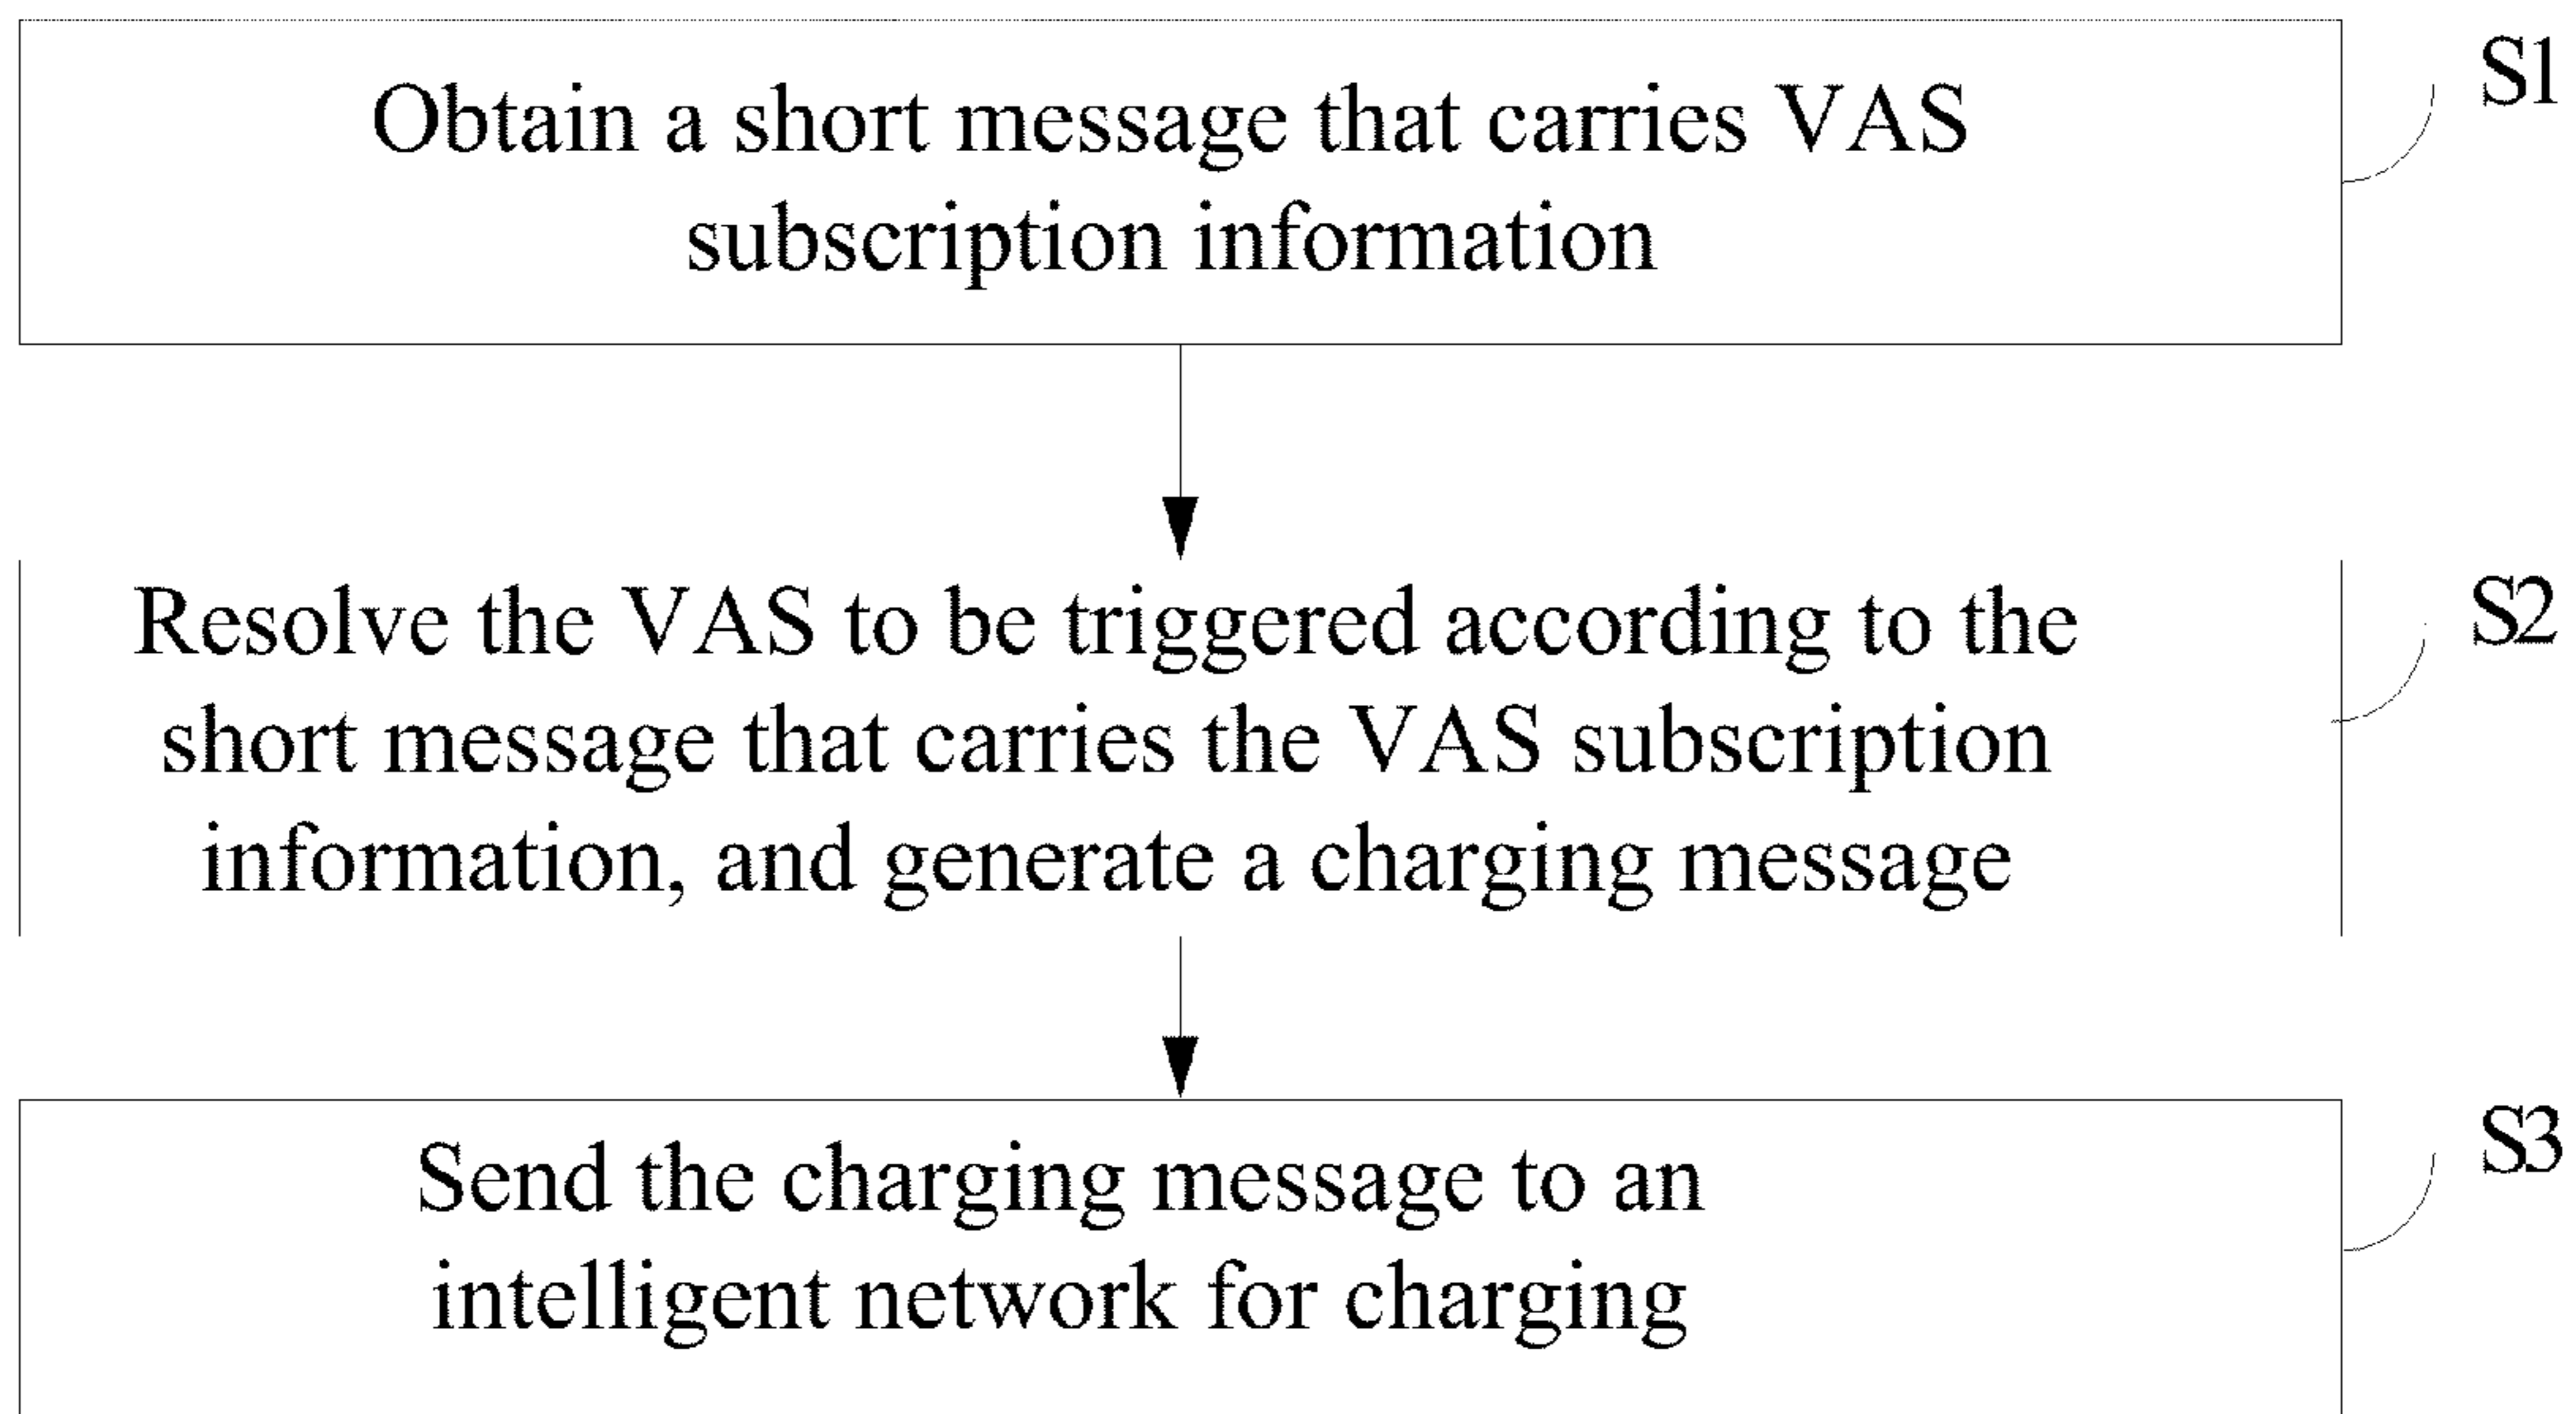 Obtain a short message that carries VAS
subscription information
S1
Resolve the VAS to be triggered according to the
short message that carries the VAS subscription
information, and generate a charging message
S2
Send the charging message to an
intelligent network for charging
S3